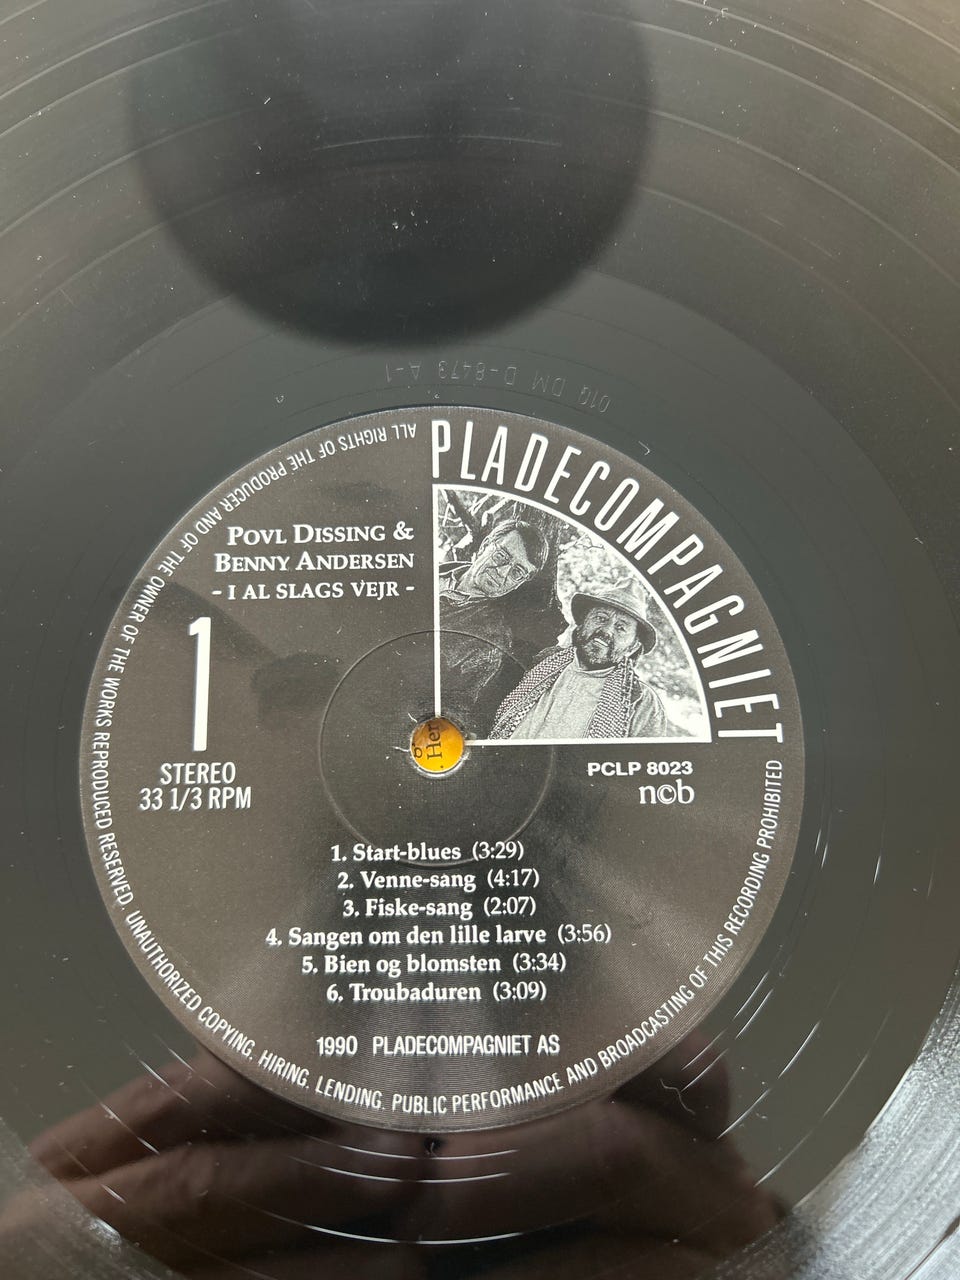 01Q DM D-8473 A-1
PLADECOMPAGNIET
POVL DISSING &
BENNY ANDERSEN
- I AL SLAGS VEJR -
1
STEREO
33 1/3 RPM
PCLP 8023
n©b
g
. Her
1. Start-blues (3:29)
2. Venne-sang (4:17)
3. Fiske-sang (2:07)
4. Sangen om den lille larve (3:56)
5. Bien og blomsten (3:34)
6. Troubaduren (3:09)
1990 PLADECOMPAGNIET AS
ALL RIGHTS OF THE PRODUCER AND OF THE OWNER OF THE WORKS REPRODUCED RESERVED. UNAUTHORIZED COPYING, HIRING, LENDING, PUBLIC PERFORMANCE AND BROADCASTING OF THIS RECORDING PROHIBITED